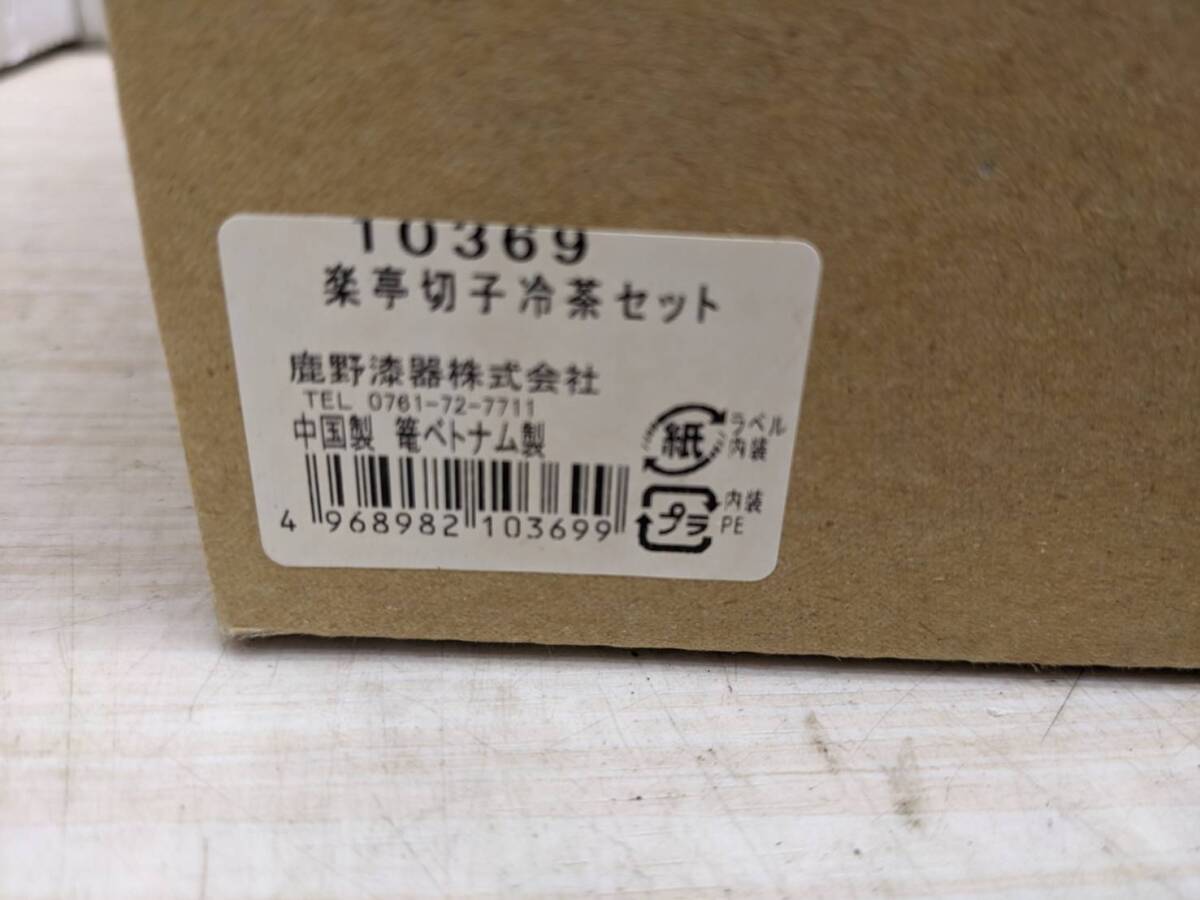 10369
楽亭切子冷茶セット
鹿野漆器株式会社
TEL 0761-72-7711
中国製 篭ベトナム製
紙 ラベル 内装
プラ 内装 PE
4 968982 103699